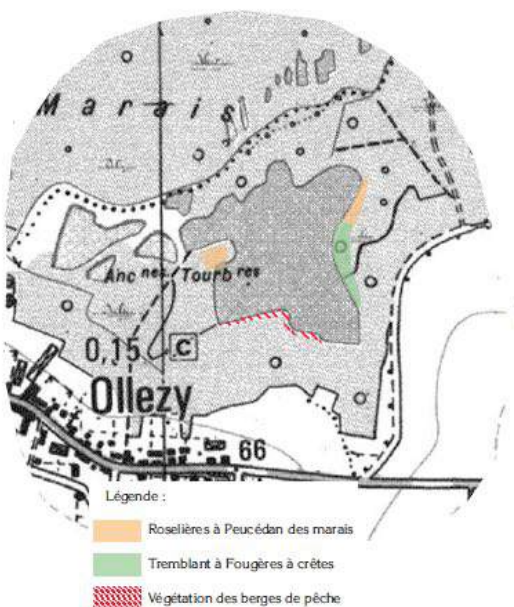 Marais
Anc nes Tourb res
0,15 C
Ollezy
66
Légende :
Roselières à Peucédan des marais
Tremblant à Fougères à crêtes
Végétation des berges de pêche